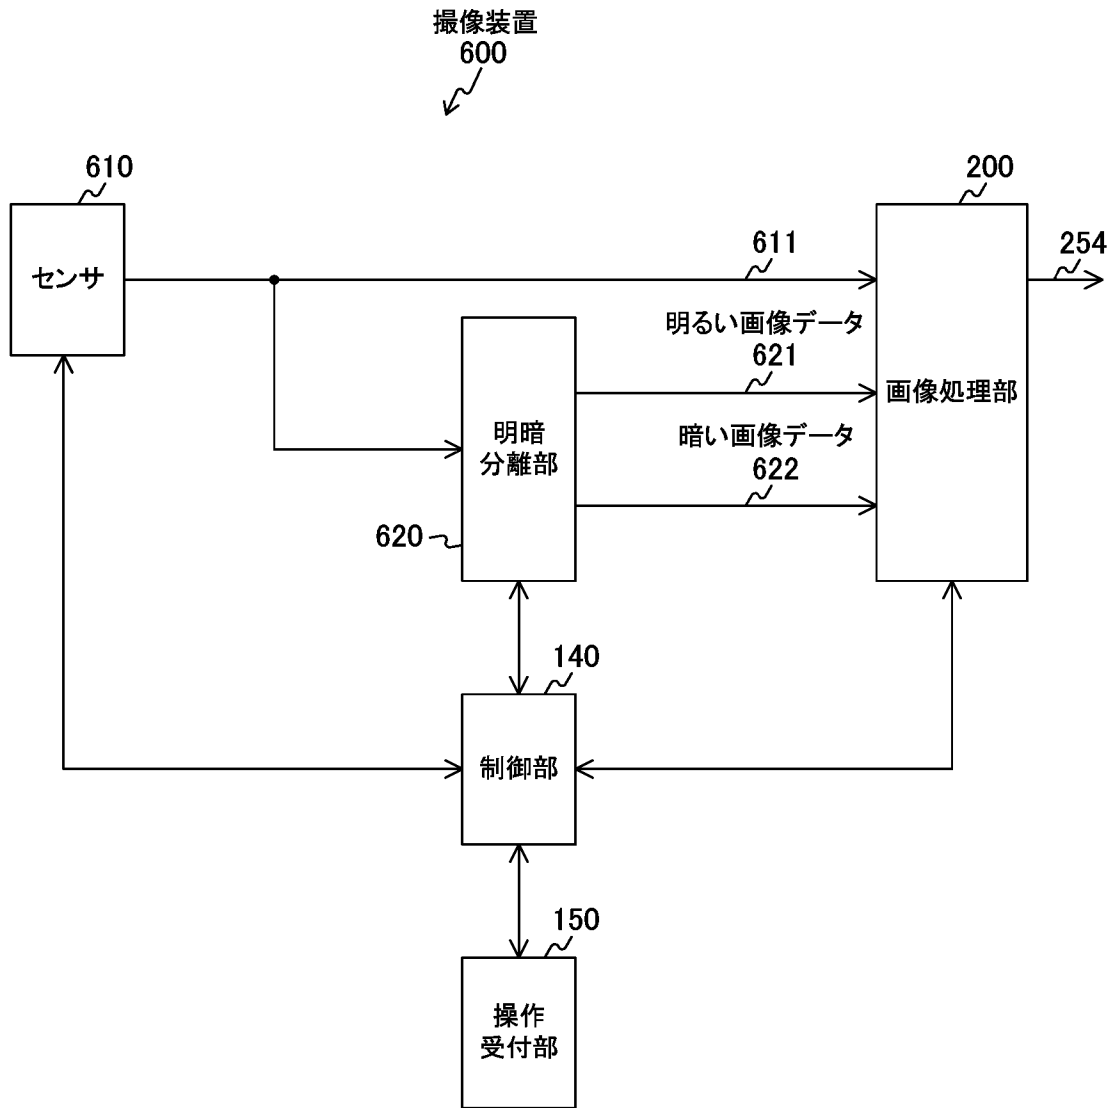 撮像装置
600
610
200
センサ
611
254
明るい画像データ
621
画像処理部
明暗
分離部
暗い画像データ
622
620
140
制御部
150
操作
受付部